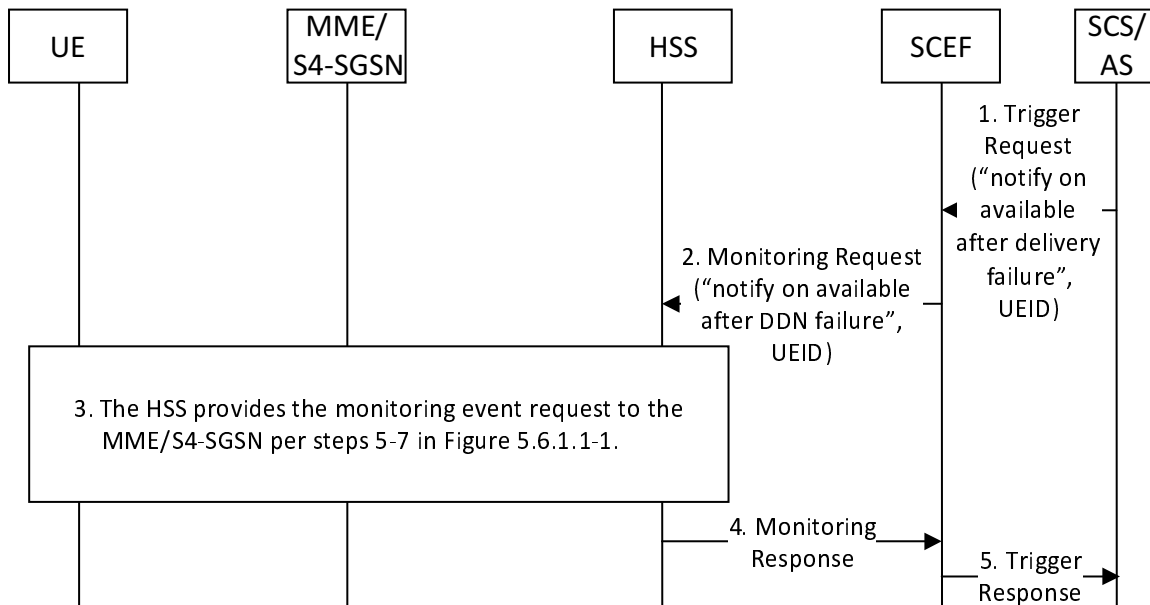 UE
MME/
S4-SGSN
HSS
SCEF
SCS/
AS
1. Trigger
Request
(“notify on
available
after delivery
failure”,
UEID)
2. Monitoring Request
(“notify on available
after DDN failure”,
UEID)
3. The HSS provides the monitoring event request to the
MME/S4-SGSN per steps 5-7 in Figure 5.6.1.1-1.
4. Monitoring
Response
5. Trigger
Response